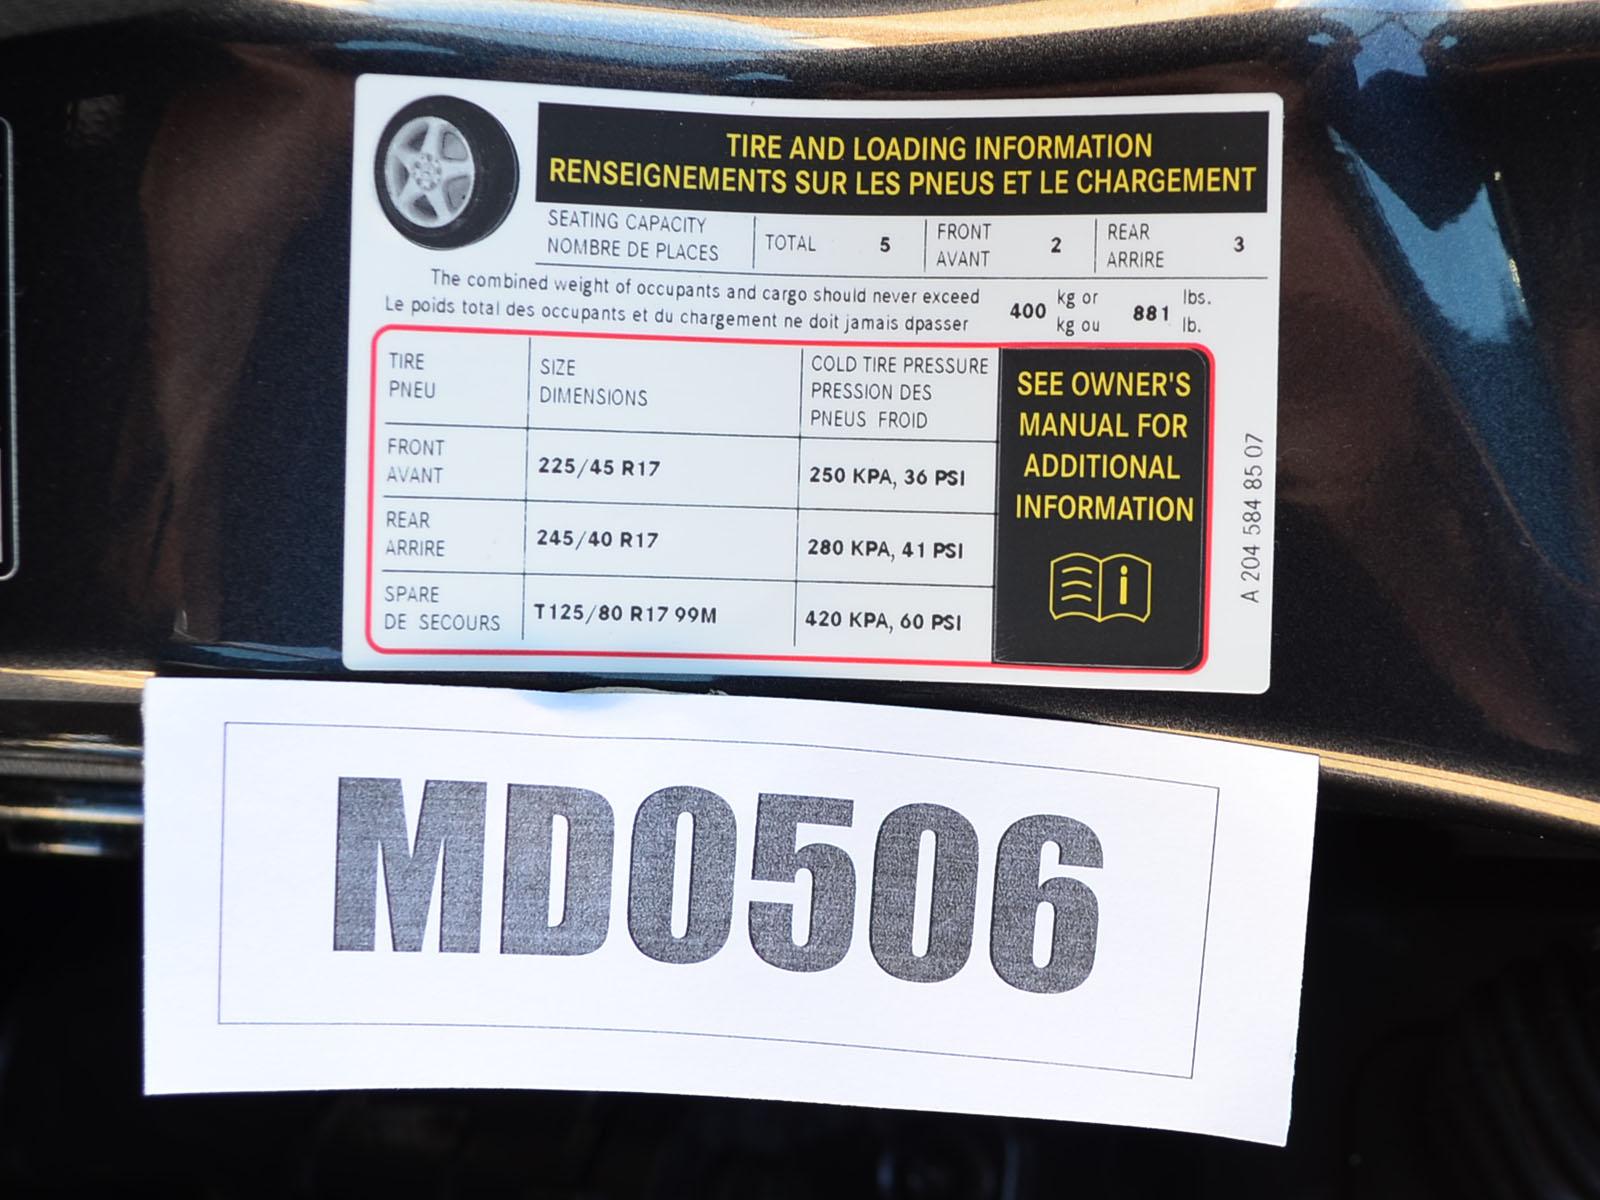 TIRE AND LOADING INFORMATION
RENSEIGNEMENTS SUR LES PNEUS ET LE CHARGEMENT
SEATING CAPACITY
NOMBRE DE PLACES
TOTAL 5
FRONT
AVANT
2
REAR
ARRIRE
3
The combined weight of occupants and cargo should never exceed 400 kg or 881 lbs.
Le poids total des occupants et du chargement ne doit jamais dpasser kg ou lb.
TIRE
PNEU
SIZE
DIMENSIONS
COLD TIRE PRESSURE
PRESSION DES
PNEUS FROID
FRONT
AVANT
225/45 R17
250 KPA, 36 PSI
REAR
ARRIRE
245/40 R17
280 KPA, 41 PSI
SPARE
DE SECOURS
T125/80 R17 99M
420 KPA, 60 PSI
SEE OWNER'S
MANUAL FOR
ADDITIONAL
INFORMATION
i
A 204 584 85 07
MD0506